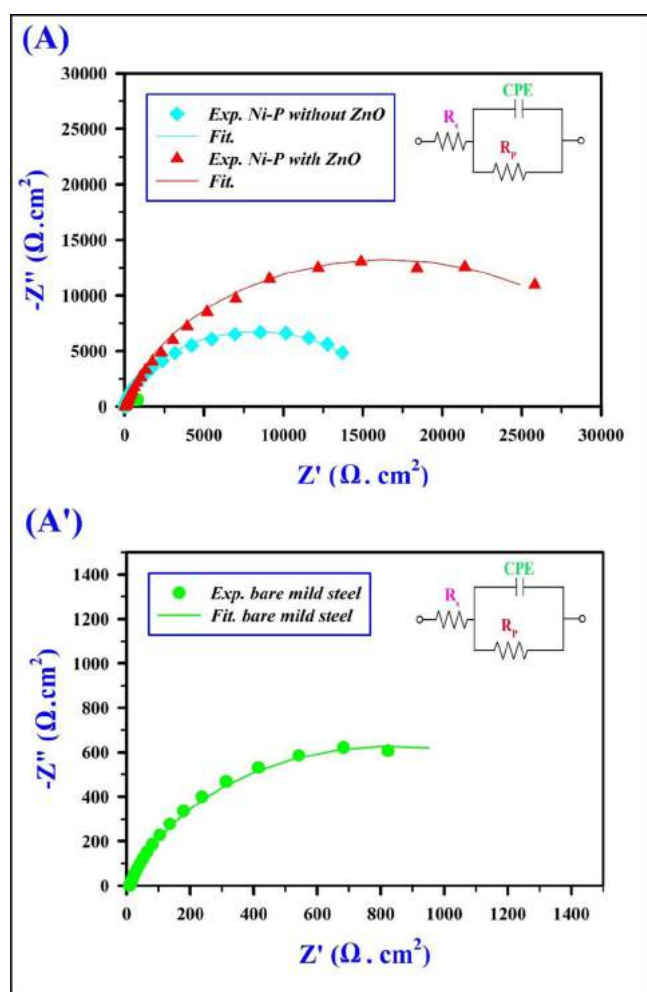 (A)
30000
25000
20000
15000
10000
5000
0
-Z" (Ω.cm²)
Exp. Ni-P without ZnO
Fit.
Exp. Ni-P with ZnO
Fit.
CPE
Rs
Rp
0 5000 10000 15000 20000 25000 30000
Z' (Ω. cm²)
(A')
1400
1200
1000
800
600
400
200
0
-Z" (Ω.cm²)
Exp. bare mild steel
Fit. bare mild steel
CPE
Rs
Rp
0 200 400 600 800 1000 1200 1400
Z' (Ω. cm²)